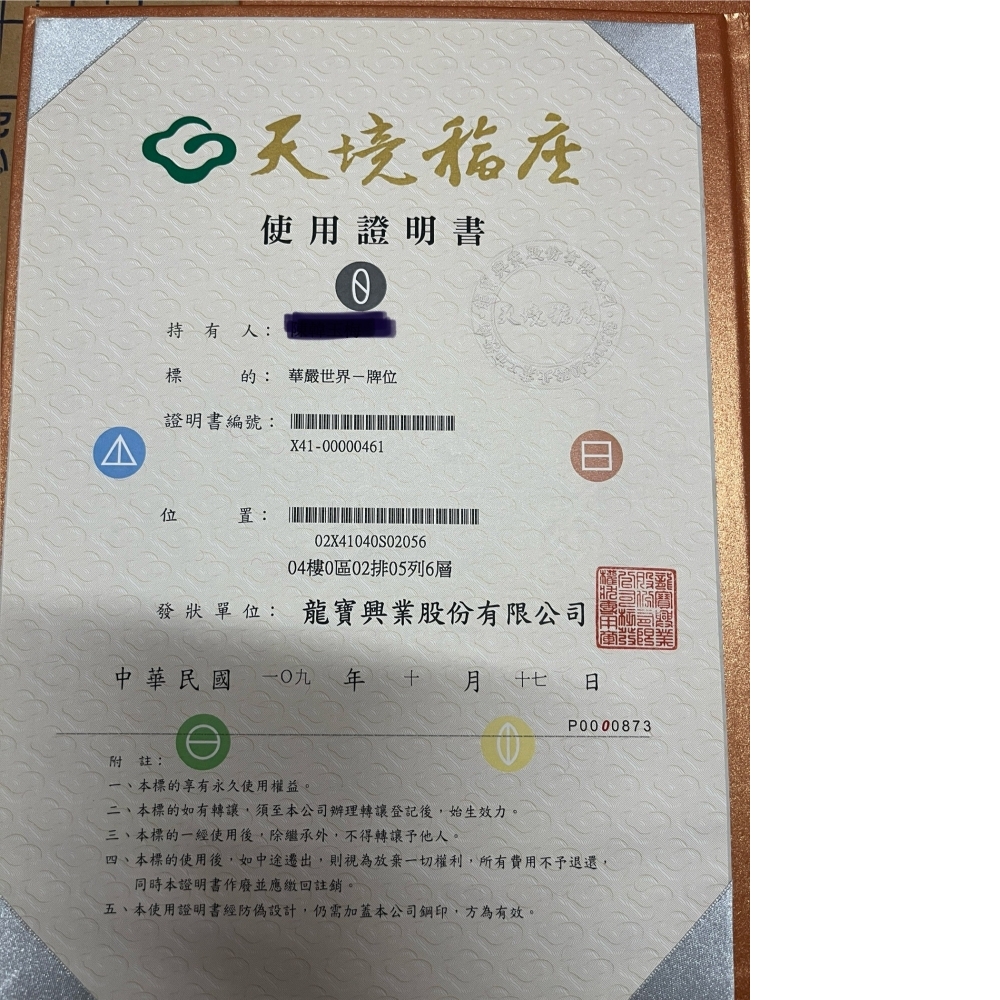 天境福座
使用證明書
持有人：
標的：華嚴世界－牌位
證明書編號：
X41-00000461
位置：
02X41040S02056
04樓0區02排05列6層
發狀單位：龍寶興業股份有限公司
中華民國 一〇九 年 十 月 十七 日
P0000873
附註：
一、本標的享有永久使用權益。
二、本標的如有轉讓，須至本公司辦理轉讓登記後，始生效力。
三、本標的一經使用後，除繼承外，不得轉讓予他人。
四、本標的使用後，如中途遷出，則視為放棄一切權利，所有費用不予退還，
同時本證明書作廢並應繳回註銷。
五、本使用證明書經防偽設計，仍需加蓋本公司鋼印，方為有效。